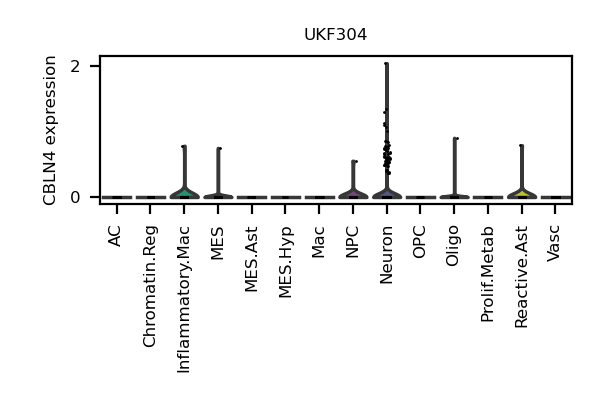 UKF304
CBLN4 expression
2
0
AC
Chromatin.Reg
Inflammatory.Mac
MES
MES.Ast
MES.Hyp
Mac
NPC
Neuron
OPC
Oligo
Prolif.Metab
Reactive.Ast
Vasc